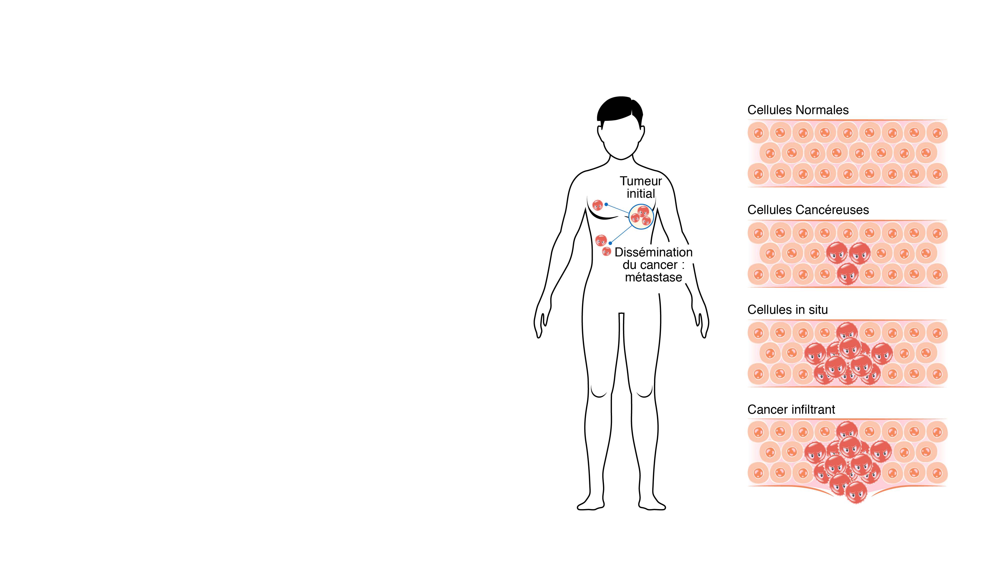 Tumeur
initial
Dissémination
du cancer :
métastase
Cellules Normales
Cellules Cancéreuses
Cellules in situ
Cancer infiltrant